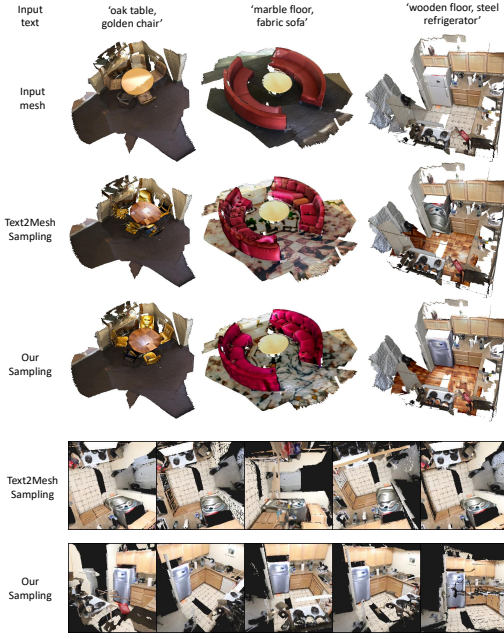 Input
text
'oak table,
golden chair'
'marble floor,
fabric sofa'
'wooden floor, steel
refrigerator'
Input
mesh
Text2Mesh
Sampling
Our
Sampling
Text2Mesh
Sampling
Our
Sampling